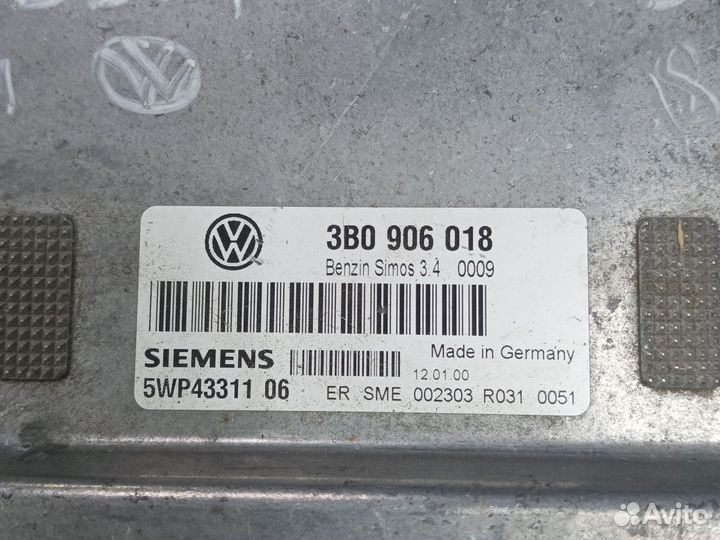 3B0 906 018
Benzin Simos 3.4 0009
Made in Germany
SIEMENS
12.01.00
5WP43311 06
ER SME 002303 R031 0051
Avito